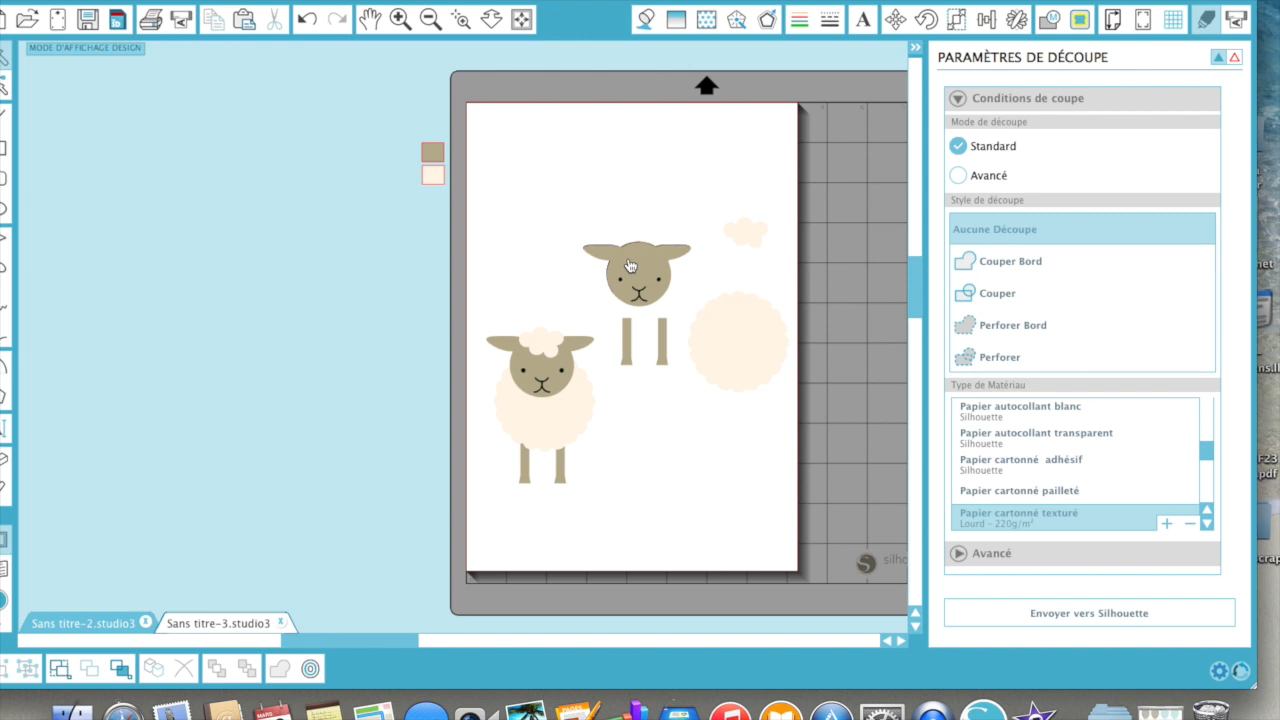 MODE D'AFFICHAGE DESIGN
PARAMÈTRES DE DÉCOUPE
Conditions de coupe
Mode de découpe
Standard
Avancé
Style de découpe
Aucune Découpe
Couper Bord
Couper
Perforer Bord
Perforer
Type de Matériau
Papier autocollant blanc
Silhouette
Papier autocollant transparent
Silhouette
Papier cartonné adhésif
Silhouette
Papier cartonné pailleté
Papier cartonné texturé
Lourd - 220g/m²
Avancé
Envoyer vers Silhouette
silho
Sans titre-2.studio3
Sans titre-3.studio3